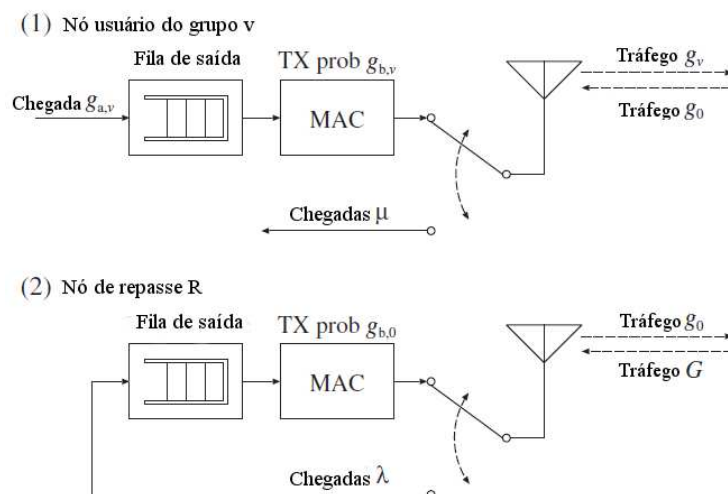 (1) Nó usuário do grupo v
Fila de saída
TX prob g_{b,v}
Chegada g_{a,v}
MAC
Tráfego g_v
Tráfego g_0
Chegadas μ
(2) Nó de repasse R
Fila de saída
TX prob g_{b,0}
MAC
Tráfego g_0
Tráfego G
Chegadas λ